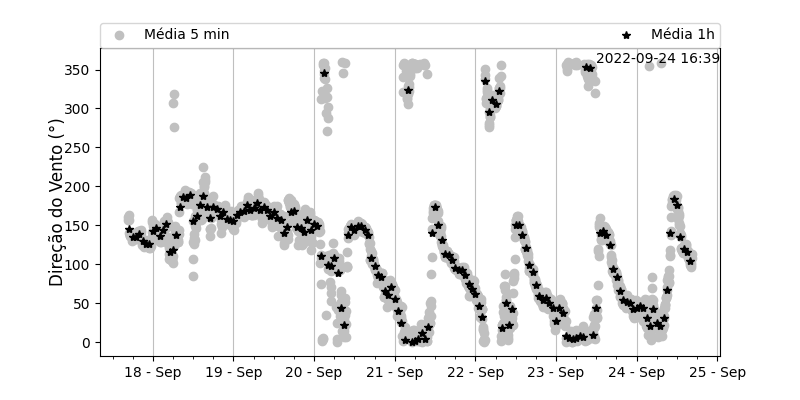 Média 5 min
Média 1h
2022-09-24 16:39
Direção do Vento (°)
350
300
250
200
150
100
50
0
18 - Sep
19 - Sep
20 - Sep
21 - Sep
22 - Sep
23 - Sep
24 - Sep
25 - Sep